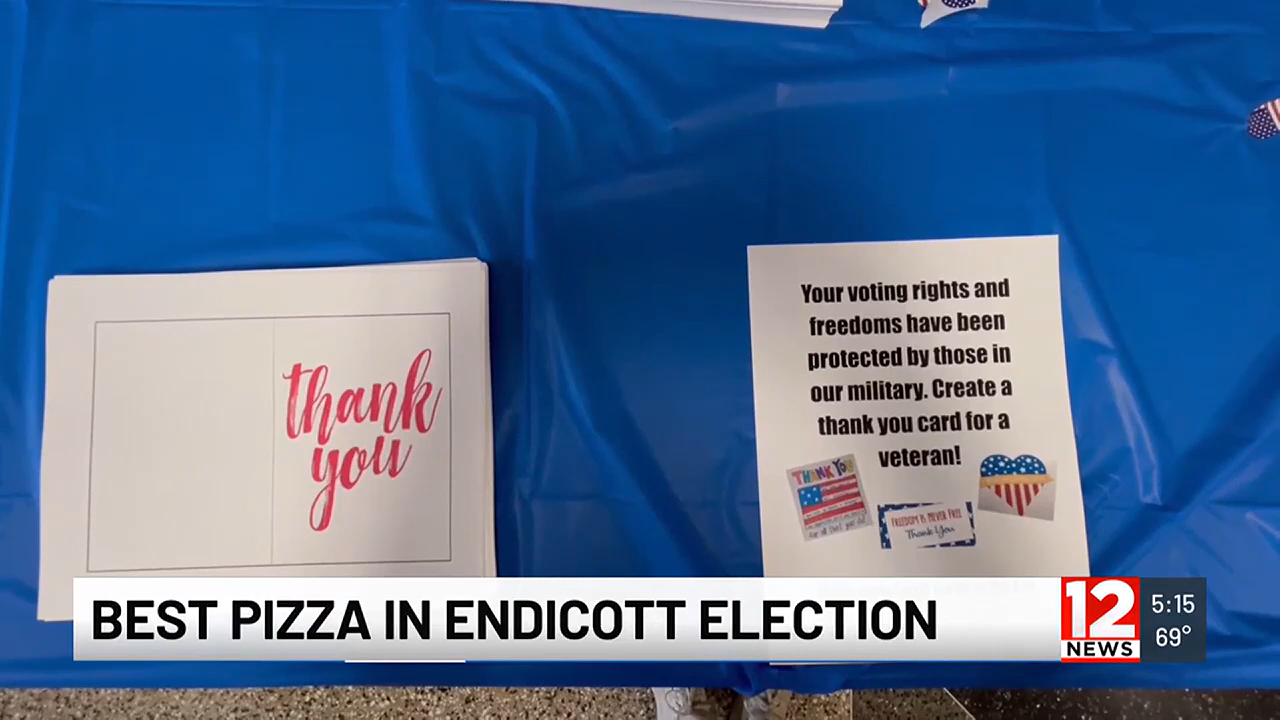 thank
you
Your voting rights and
freedoms have been
protected by those in
our military. Create a
thank you card for a
veteran!
THANK YOU
FREEDOM IS NEVER FREE
Thank You
BEST PIZZA IN ENDICOTT ELECTION
12
NEWS
5:15
69°